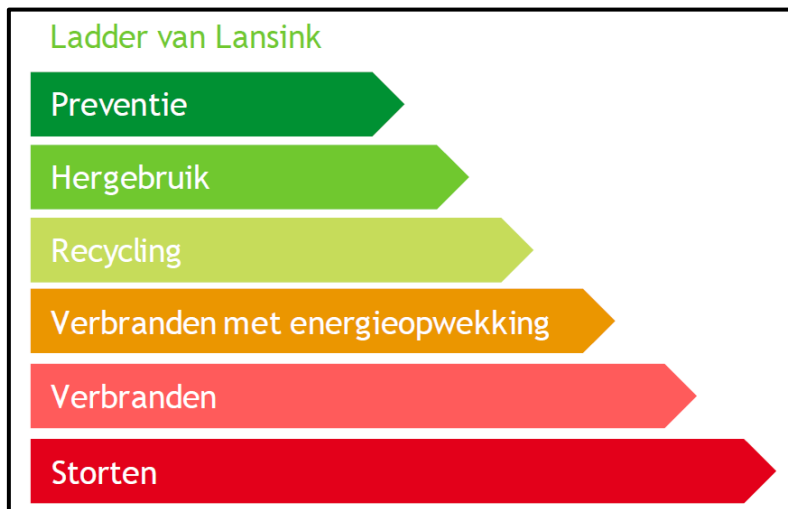 Ladder van Lansink
Preventie
Hergebruik
Recycling
Verbranden met energieopwekking
Verbranden
Storten